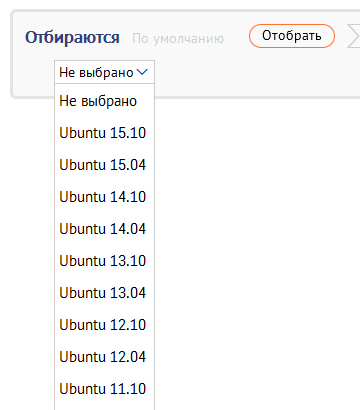 Отбираются По умолчанию Отобрать
Не выбрано
Не выбрано
Ubuntu 15.10
Ubuntu 15.04
Ubuntu 14.10
Ubuntu 14.04
Ubuntu 13.10
Ubuntu 13.04
Ubuntu 12.10
Ubuntu 12.04
Ubuntu 11.10